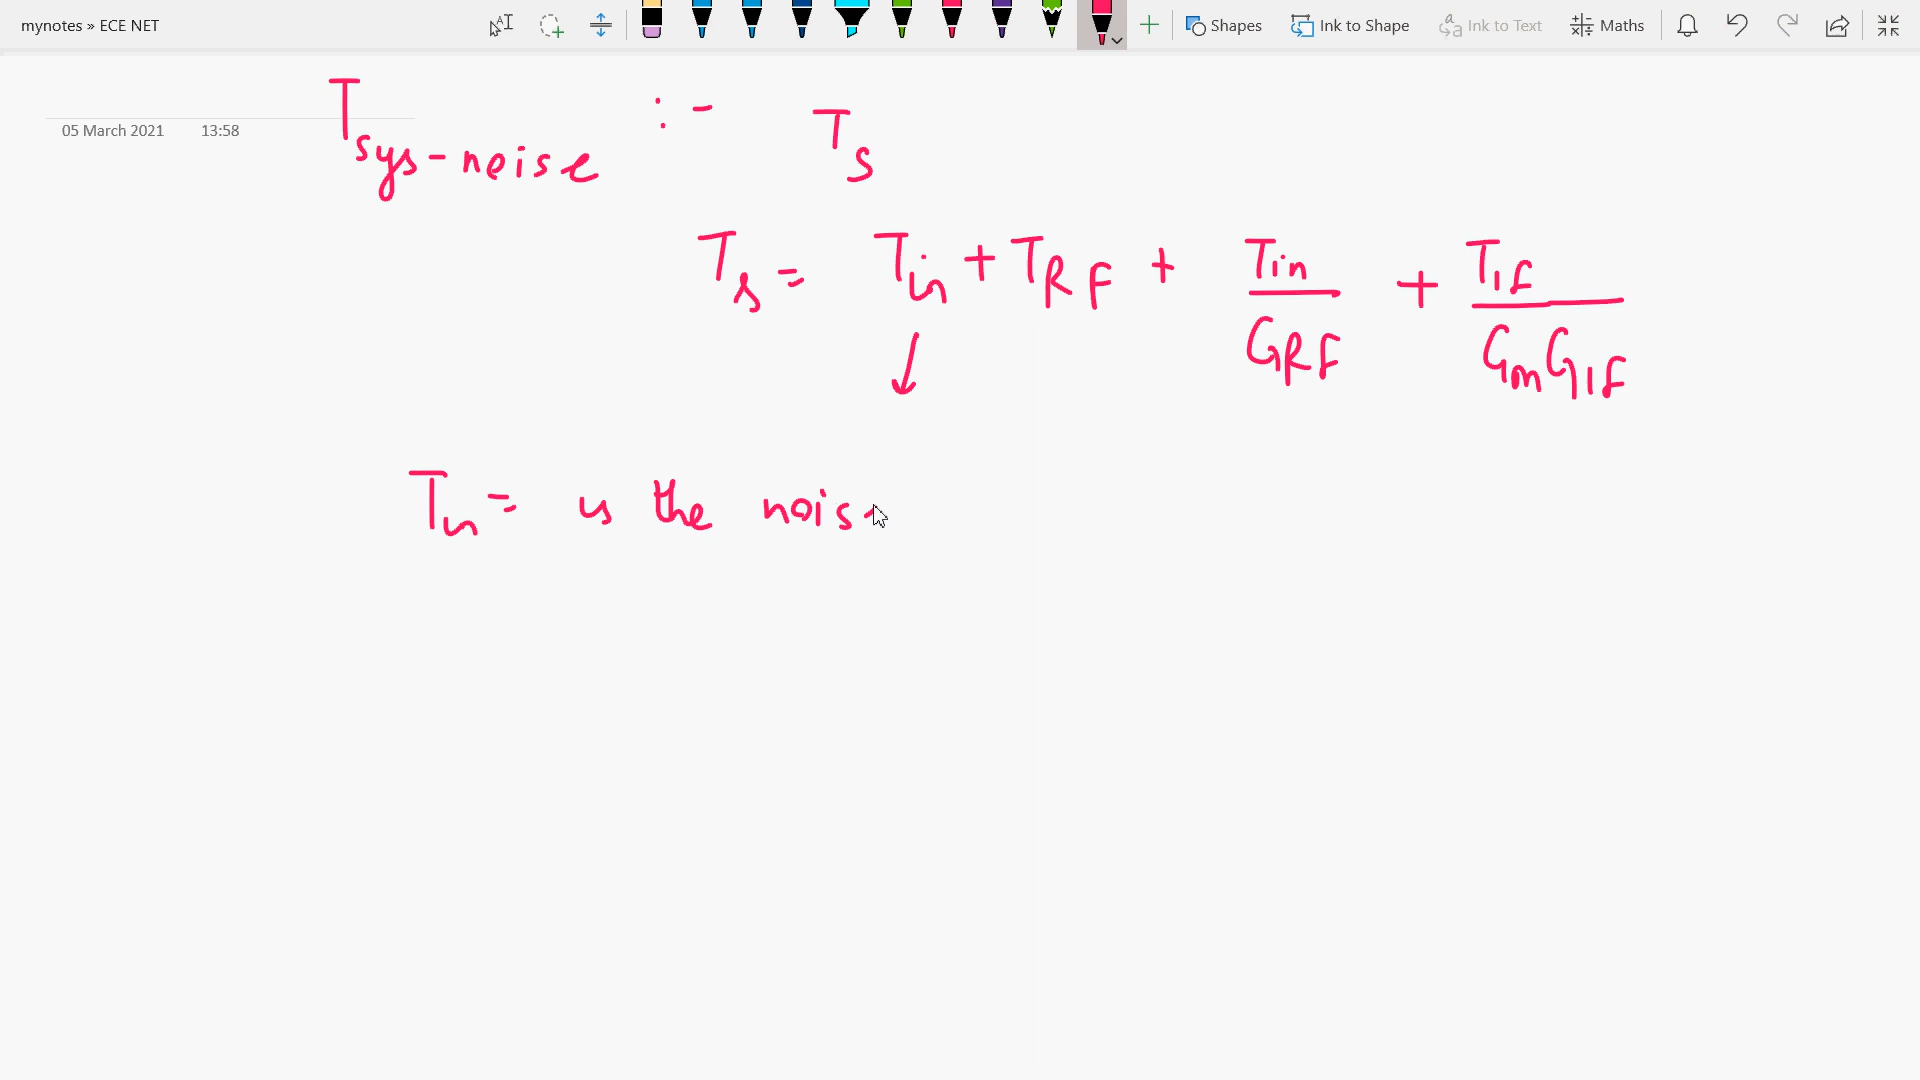 mynotes » ECE NET
Shapes Ink to Shape Ink to Text Maths
05 March 2021 13:58
T sys-noise :- Ts
Ts = Tin + TRF + Tin/GRF + TIF/GmGIF
Tin = is the nois